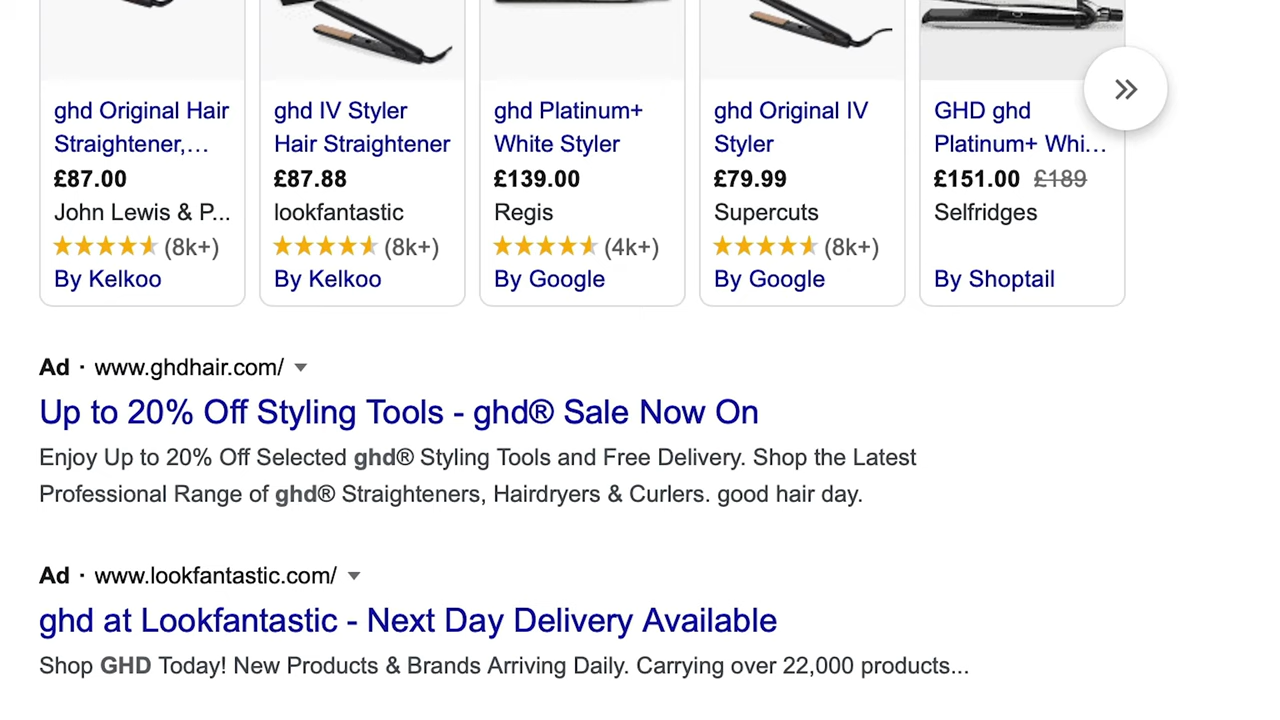 ghd Original Hair
Straightener,...
£87.00
John Lewis & P...
(8k+)
By Kelkoo
ghd IV Styler
Hair Straightener
£87.88
lookfantastic
(8k+)
By Kelkoo
ghd Platinum+
White Styler
£139.00
Regis
(4k+)
By Google
ghd Original IV
Styler
£79.99
Supercuts
(8k+)
By Google
GHD ghd
Platinum+ Whi...
£151.00 £189
Selfridges
By Shoptail
Ad · www.ghdhair.com/
Up to 20% Off Styling Tools - ghd® Sale Now On
Enjoy Up to 20% Off Selected ghd® Styling Tools and Free Delivery. Shop the Latest
Professional Range of ghd® Straighteners, Hairdryers & Curlers. good hair day.
Ad · www.lookfantastic.com/
ghd at Lookfantastic - Next Day Delivery Available
Shop GHD Today! New Products & Brands Arriving Daily. Carrying over 22,000 products...